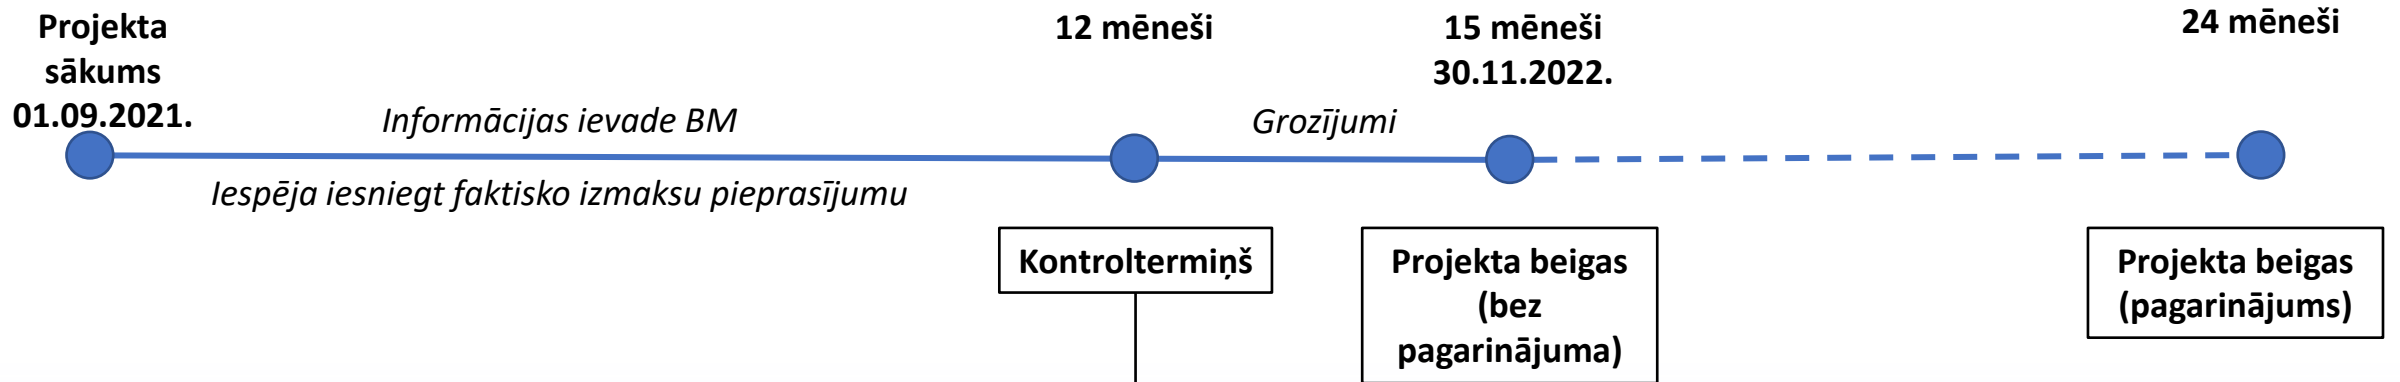 Projekta
sākums
01.09.2021.
12 mēneši
15 mēneši
30.11.2022.
24 mēneši
Informācijas ievade BM
Grozījumi
Iespēja iesniegt faktisko izmaksu pieprasījumu
Kontroltermiņš
Projekta beigas
(bez
pagarinājuma)
Projekta beigas
(pagarinājums)